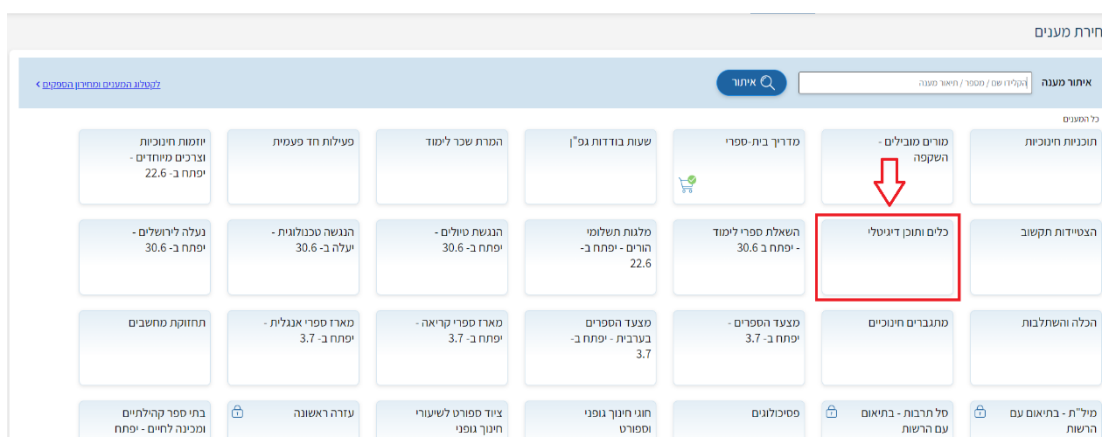 חירת מענים
איתור מענה
הקלידו שם / מספר / תיאור מענה
איתור
לקטלוג המענים ומחירון הספקים >
כל המענים
תוכניות חינוכיות
מורים מובילים -
השקפה
מדריך בית-ספרי
שעות בודדות גפ"ן
המרת שכר לימוד
פעילות חד פעמית
יוזמות חינוכיות
וצרכים מיוחדים -
יפתח ב- 22.6
הצטיידות תקשוב
כלים ותוכן דיגיטלי
השאלת ספרי לימוד
- יפתח ב 30.6
מלגות תשלומי
הורים - יפתח ב-
22.6
הנגשת טיולים -
יפתח ב- 30.6
הנגשה טכנולוגית -
יעלה ב- 30.6
נעלה לירושלים -
יפתח ב- 30.6
הכלה והשתלבות
מתגברים חינוכיים
מצעד הספרים -
יפתח ב- 3.7
מצעד הספרים
בערבית - יפתח ב-
3.7
מארז ספרי קריאה -
יפתח ב- 3.7
מארז ספרי אנגלית -
יפתח ב- 3.7
תחזוקת מחשבים
מיל"ת - בתיאום עם
הרשות
סל תרבות - בתיאום
עם הרשות
פסיכולוגים
חוגי חינוך גופני
וספורט
ציוד ספורט לשיעורי
חינוך גופני
עזרה ראשונה
בתי ספר קהילתיים
ומכינה לחיים - יפתח